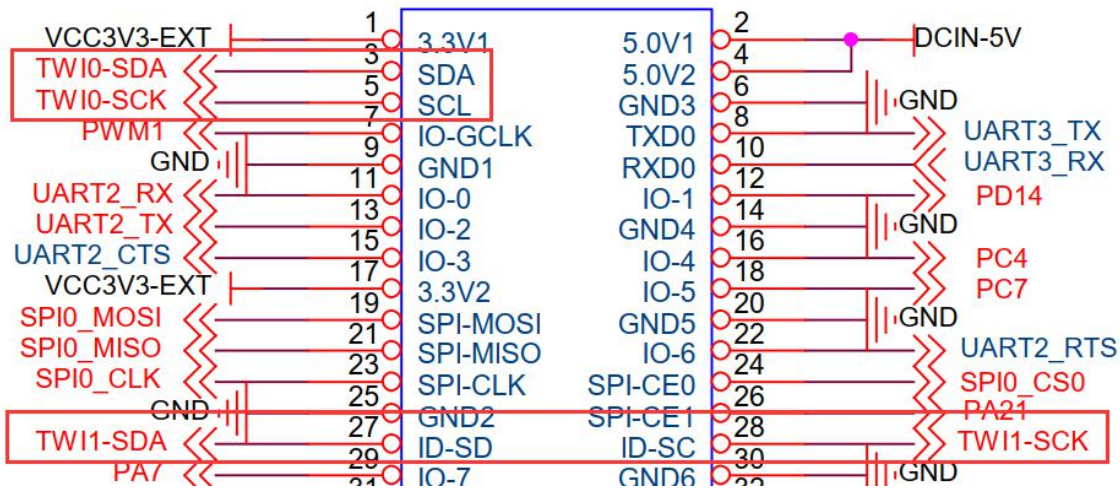 VCC3V3-EXT 1 3.3V1 5.0V1 2 DCIN-5V
TWI0-SDA 3 SDA 5.0V2 4
TWI0-SCK 5 SCL GND3 6 GND
PWM1 7 IO-GCLK TXD0 8 UART3_TX
GND 9 GND1 RXD0 10 UART3_RX
UART2_RX 11 IO-0 IO-1 12 PD14
UART2_TX 13 IO-2 GND4 14 GND
UART2_CTS 15 IO-3 IO-4 16 PC4
VCC3V3-EXT 17 3.3V2 IO-5 18 PC7
SPI0_MOSI 19 SPI-MOSI GND5 20 GND
SPI0_MISO 21 SPI-MISO IO-6 22 UART2_RTS
SPI0_CLK 23 SPI-CLK SPI-CE0 24 SPI0_CS0
GND 25 GND2 SPI-CE1 26 PA21
TWI1-SDA 27 ID-SD ID-SC 28 TWI1-SCK
PA7 29 IO-7 GND6 30 GND
31 32